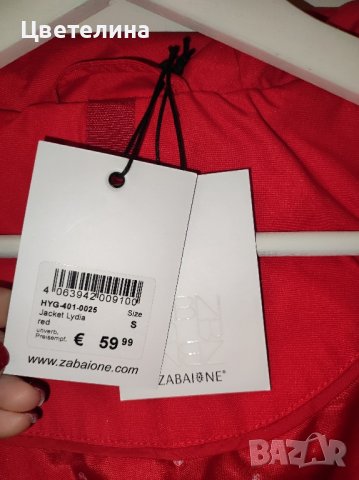 Цветелина
4 063942 009100
HYG-401-0025
Size
Jacket Lydia
S
red
unverb.
Preisempf.
€ 59 99
www.zabaione.com
ZABAIONE®
BAZAR